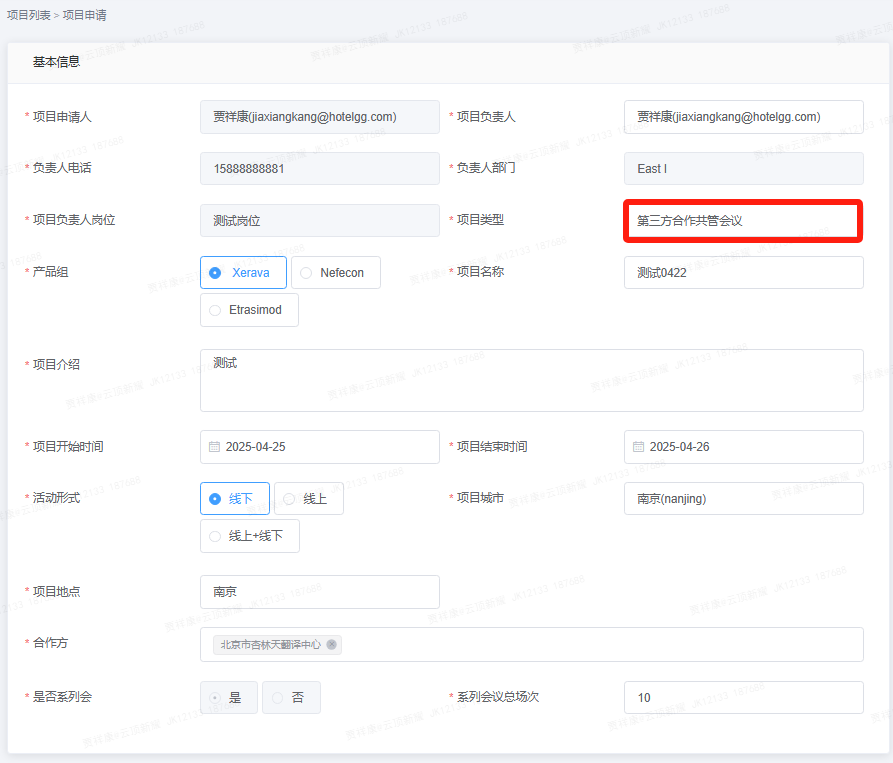 项目列表 > 项目申请
基本信息
* 项目申请人 贾祥康(jiaxiangkang@hotelgg.com) * 项目负责人 贾祥康(jiaxiangkang@hotelgg.com)
* 负责人电话 15888888881 * 负责人部门 East I
* 项目负责人岗位 测试岗位 * 项目类型 第三方合作共管会议
* 产品组 Xerava Nefecon * 项目名称 测试0422
Etrasimod
* 项目介绍 测试
* 项目开始时间 2025-04-25 * 项目结束时间 2025-04-26
* 活动形式 线下 线上 * 项目城市 南京(nanjing)
线上+线下
* 项目地点 南京
* 合作方 北京市杏林天翻译中心
* 是否系列会 是 否 * 系列会议总场次 10